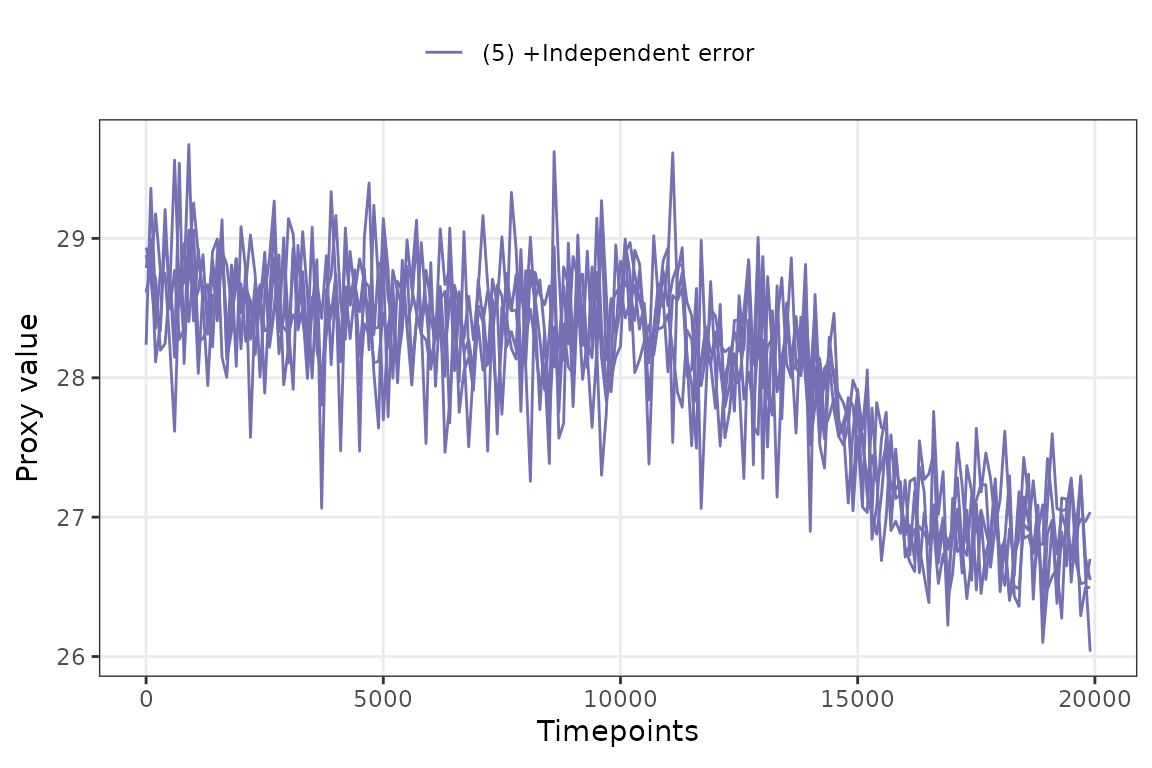 (5) +Independent error
Proxy value
29
28
27
26
0 5000 10000 15000 20000
Timepoints